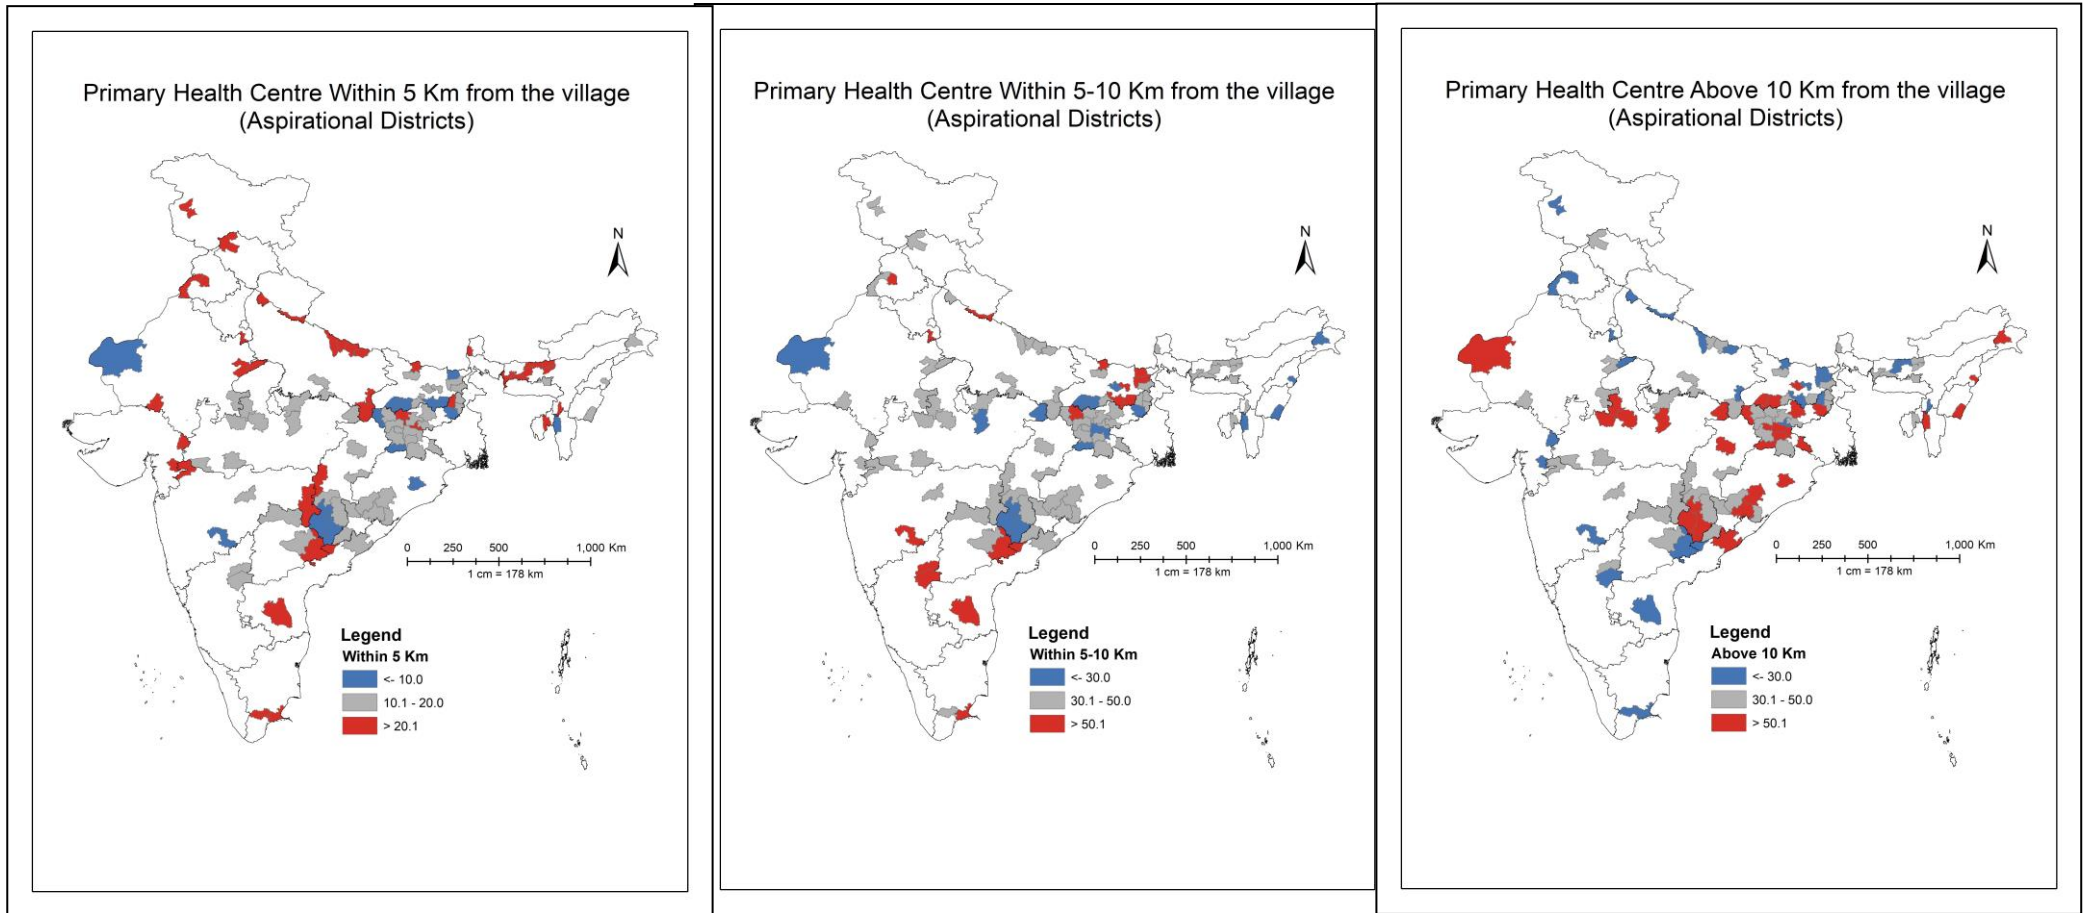 Primary Health Centre Within 5 Km from the village
(Aspirational Districts)
N
0 250 500 1,000 Km
1 cm = 178 km
Legend
Within 5 Km
<- 10.0
10.1 - 20.0
> 20.1
Primary Health Centre Within 5-10 Km from the village
(Aspirational Districts)
N
0 250 500 1,000 Km
1 cm = 178 km
Legend
Within 5-10 Km
<- 30.0
30.1 - 50.0
> 50.1
Primary Health Centre Above 10 Km from the village
(Aspirational Districts)
N
0 250 500 1,000 Km
1 cm = 178 km
Legend
Above 10 Km
<- 30.0
30.1 - 50.0
> 50.1